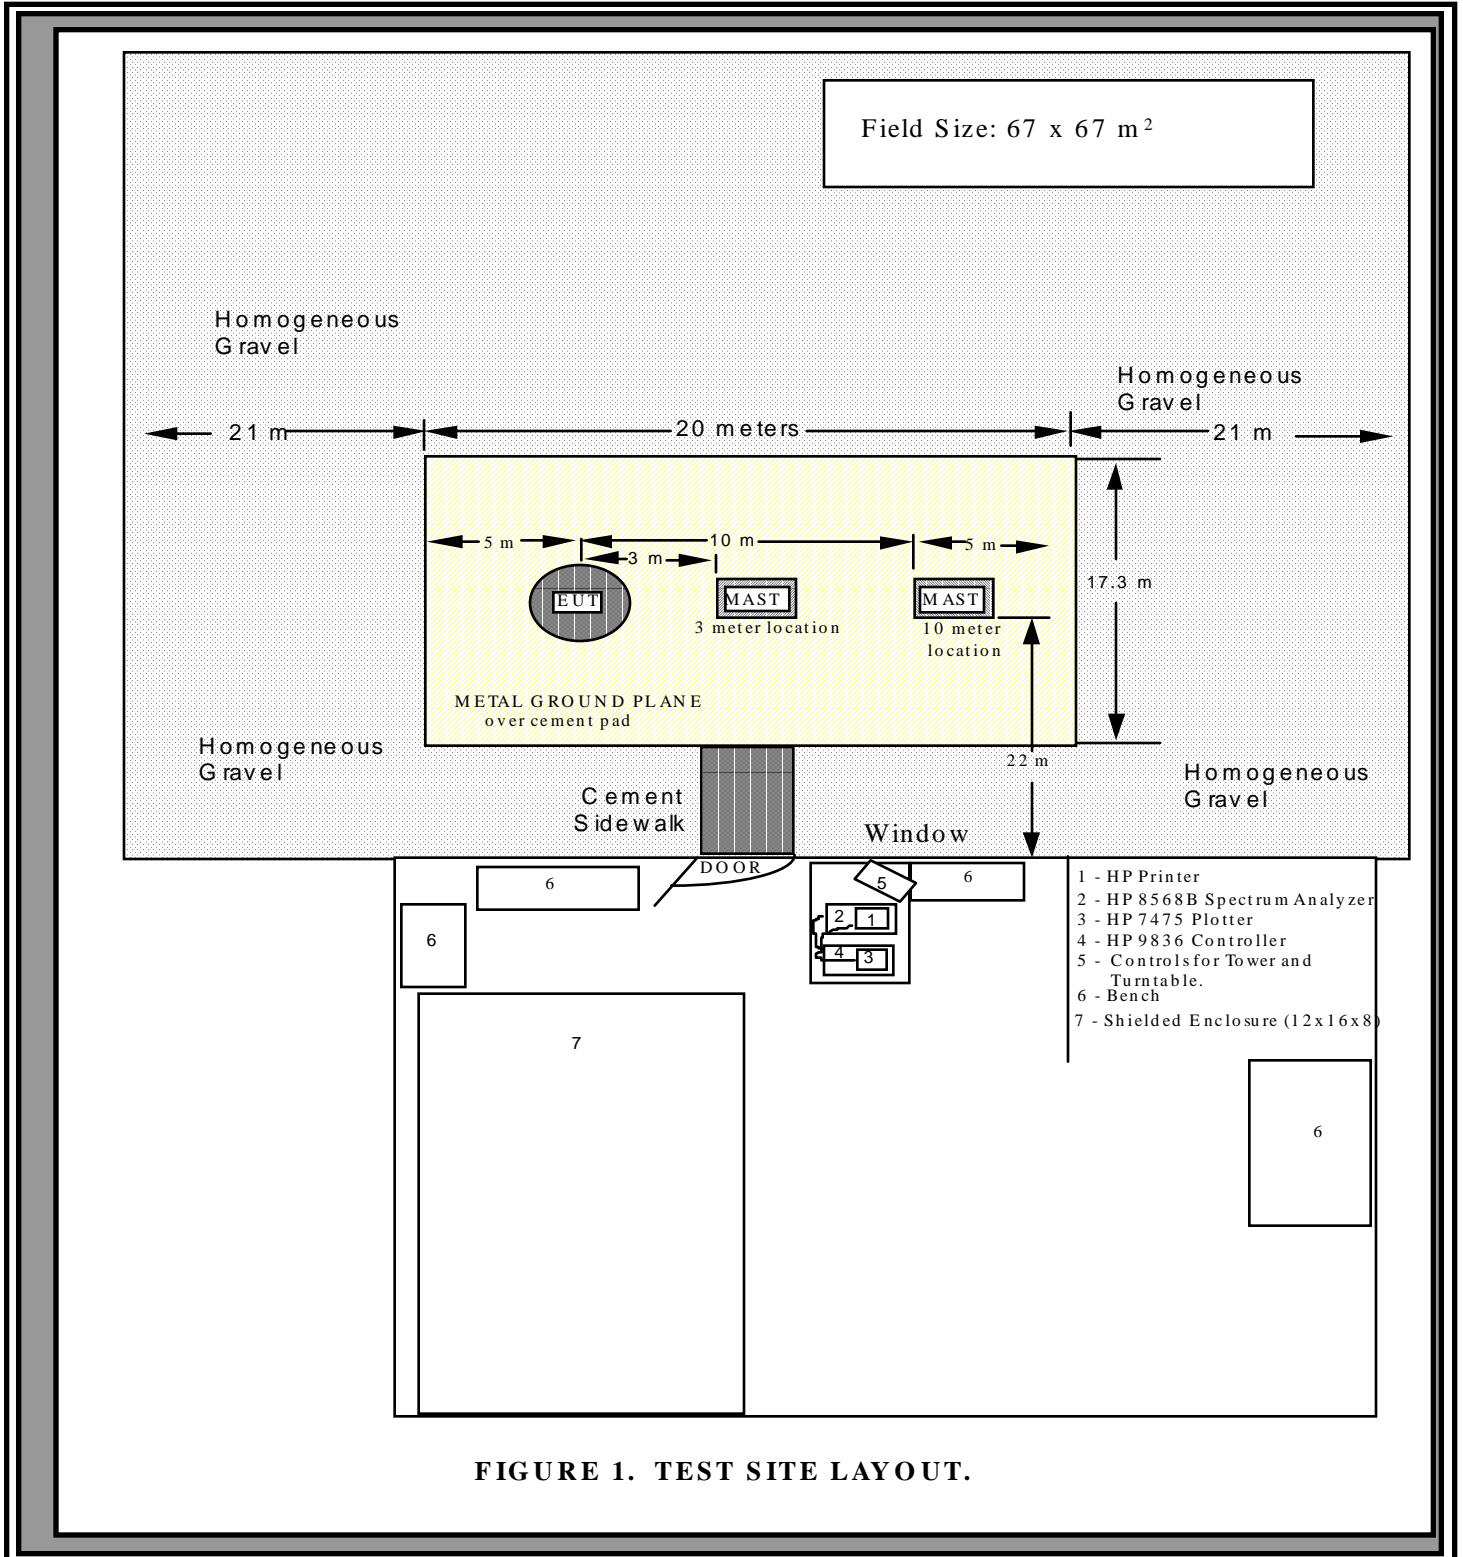 Field Size: 67 x 67 m²
Homogeneous
Gravel
Homogeneous
Gravel
21 m
20 meters
21 m
5 m
10 m
5 m
3 m
17.3 m
EUT
MAST
MAST
3 meter location
10 meter
location
METAL GROUND PLANE
over cement pad
Homogeneous
Gravel
22 m
Homogeneous
Gravel
Cement
Sidewalk
Window
DOOR
6
5
6
6
2
1
4
3
1 - HP Printer
2 - HP 8568B Spectrum Analyzer
3 - HP 7475 Plotter
4 - HP 9836 Controller
5 - Controls for Tower and
Turntable.
6 - Bench
7 - Shielded Enclosure (12x16x8)
7
6
FIGURE 1. TEST SITE LAYOUT.